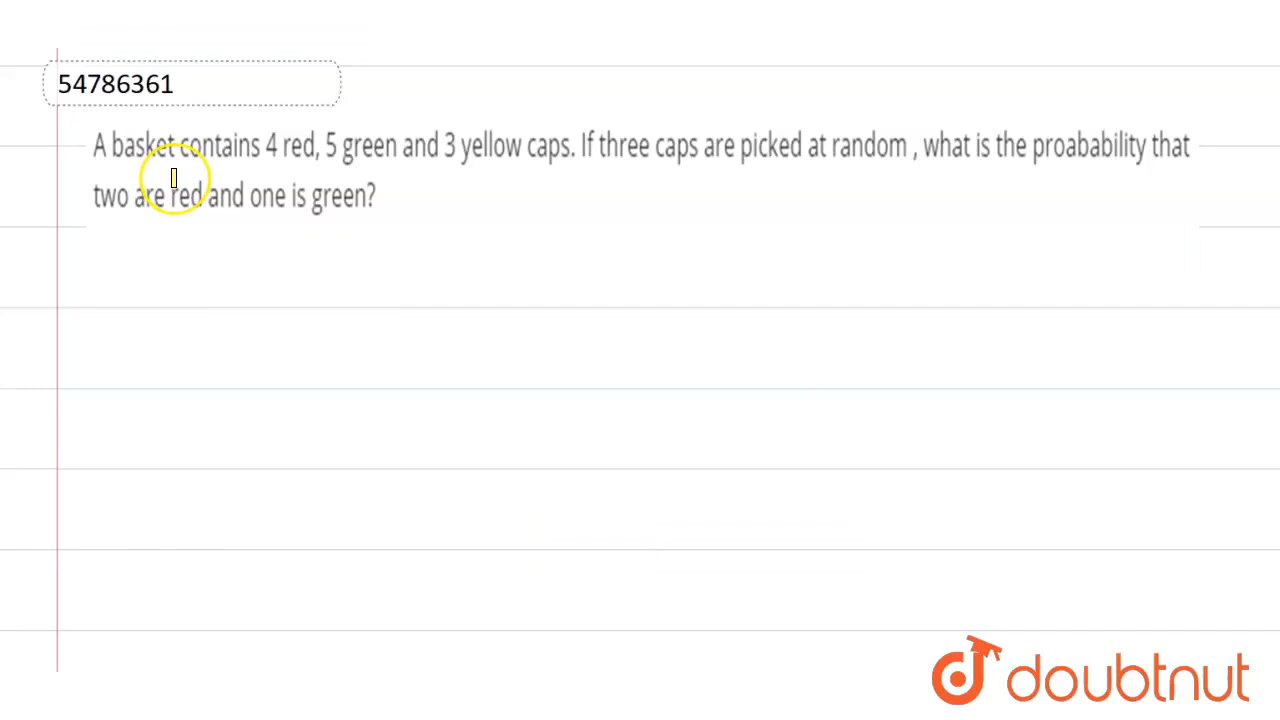 54786361
A basket contains 4 red, 5 green and 3 yellow caps. If three caps are picked at random , what is the proabability that
two are red and one is green?
doubtnut